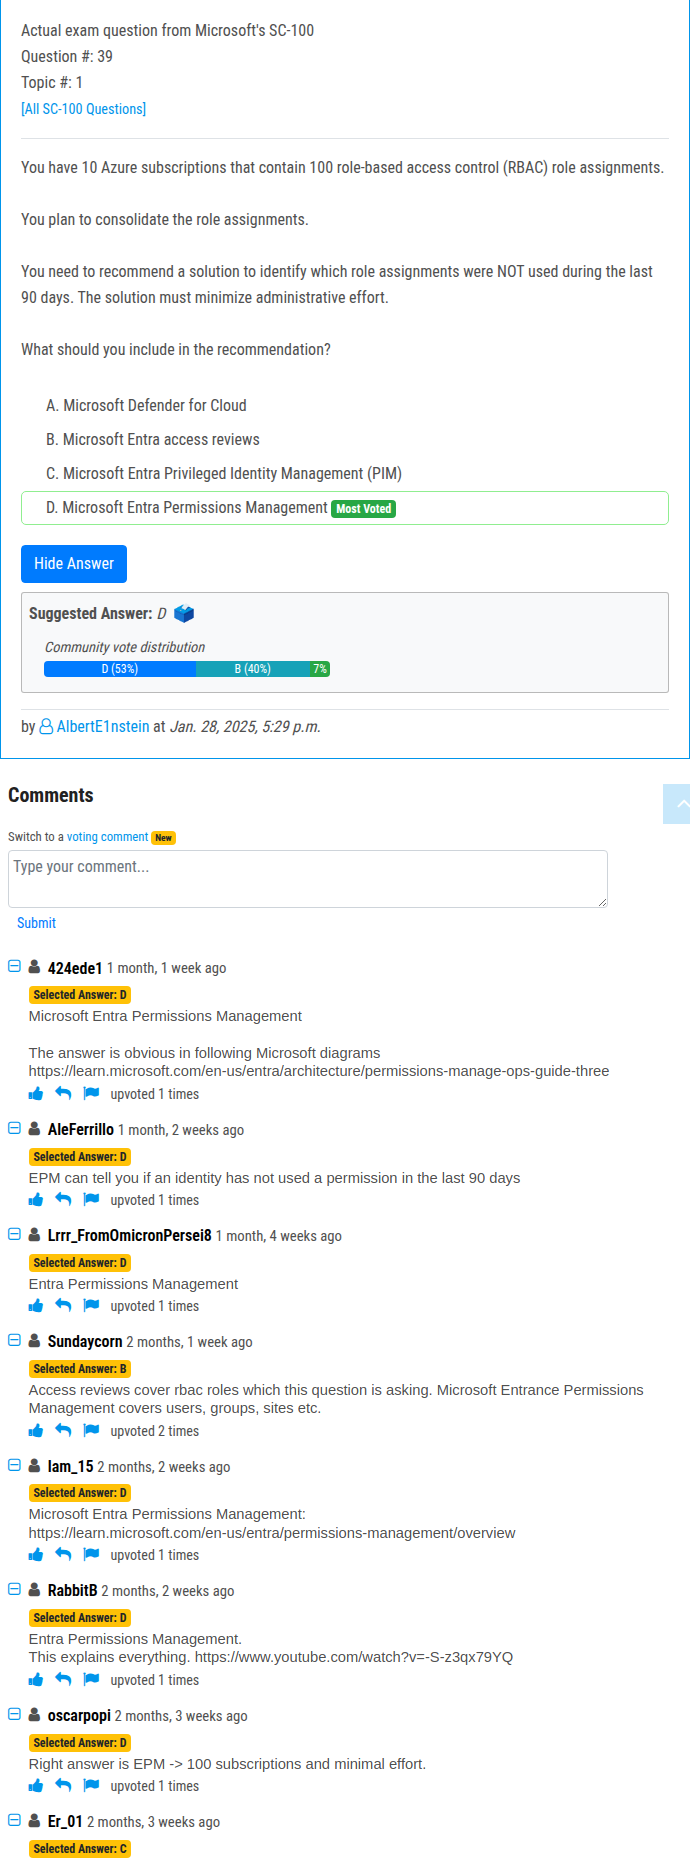 Actual exam question from Microsoft's SC-100
Question #: 39
Topic #: 1
[All SC-100 Questions]
You have 10 Azure subscriptions that contain 100 role-based access control (RBAC) role assignments.
You plan to consolidate the role assignments.
You need to recommend a solution to identify which role assignments were NOT used during the last
90 days. The solution must minimize administrative effort.
What should you include in the recommendation?
A. Microsoft Defender for Cloud
B. Microsoft Entra access reviews
C. Microsoft Entra Privileged Identity Management (PIM)
D. Microsoft Entra Permissions Management Most Voted
Hide Answer
Suggested Answer: D
Community vote distribution
D (53%) B (40%) 7%
by AlbertE1nstein at Jan. 28, 2025, 5:29 p.m.
Comments
Switch to a voting comment New
Type your comment...
Submit
424ede1 1 month, 1 week ago
Selected Answer: D
Microsoft Entra Permissions Management
The answer is obvious in following Microsoft diagrams
https://learn.microsoft.com/en-us/entra/architecture/permissions-manage-ops-guide-three
upvoted 1 times
AleFerrillo 1 month, 2 weeks ago
Selected Answer: D
EPM can tell you if an identity has not used a permission in the last 90 days
upvoted 1 times
Lrrr_FromOmicronPersei8 1 month, 4 weeks ago
Selected Answer: D
Entra Permissions Management
upvoted 1 times
Sundaycorn 2 months, 1 week ago
Selected Answer: B
Access reviews cover rbac roles which this question is asking. Microsoft Entrance Permissions
Management covers users, groups, sites etc.
upvoted 2 times
Iam_15 2 months, 2 weeks ago
Selected Answer: D
Microsoft Entra Permissions Management:
https://learn.microsoft.com/en-us/entra/permissions-management/overview
upvoted 1 times
RabbitB 2 months, 2 weeks ago
Selected Answer: D
Entra Permissions Management.
This explains everything. https://www.youtube.com/watch?v=-S-z3qx79YQ
upvoted 1 times
oscarpopi 2 months, 3 weeks ago
Selected Answer: D
Right answer is EPM -> 100 subscriptions and minimal effort.
upvoted 1 times
Er_01 2 months, 3 weeks ago
Selected Answer: C